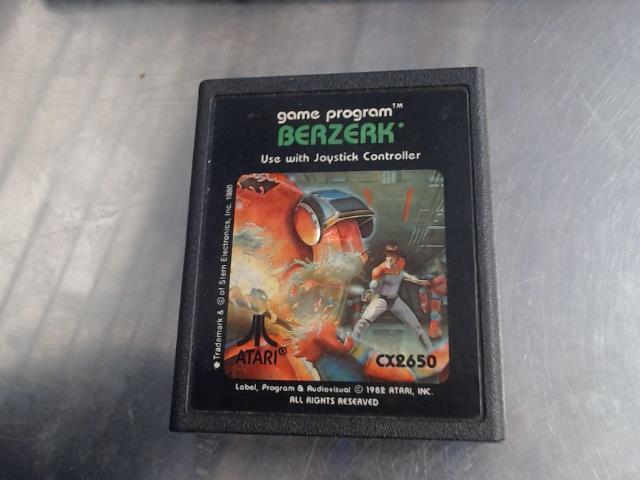 game program™
BERZERK*
Use with Joystick Controller
* Trademark & © of Stern Electronics, Inc. 1980
ATARI®
CX2650
Label, Program & Audiovisual © 1982 ATARI, INC.
ALL RIGHTS RESERVED